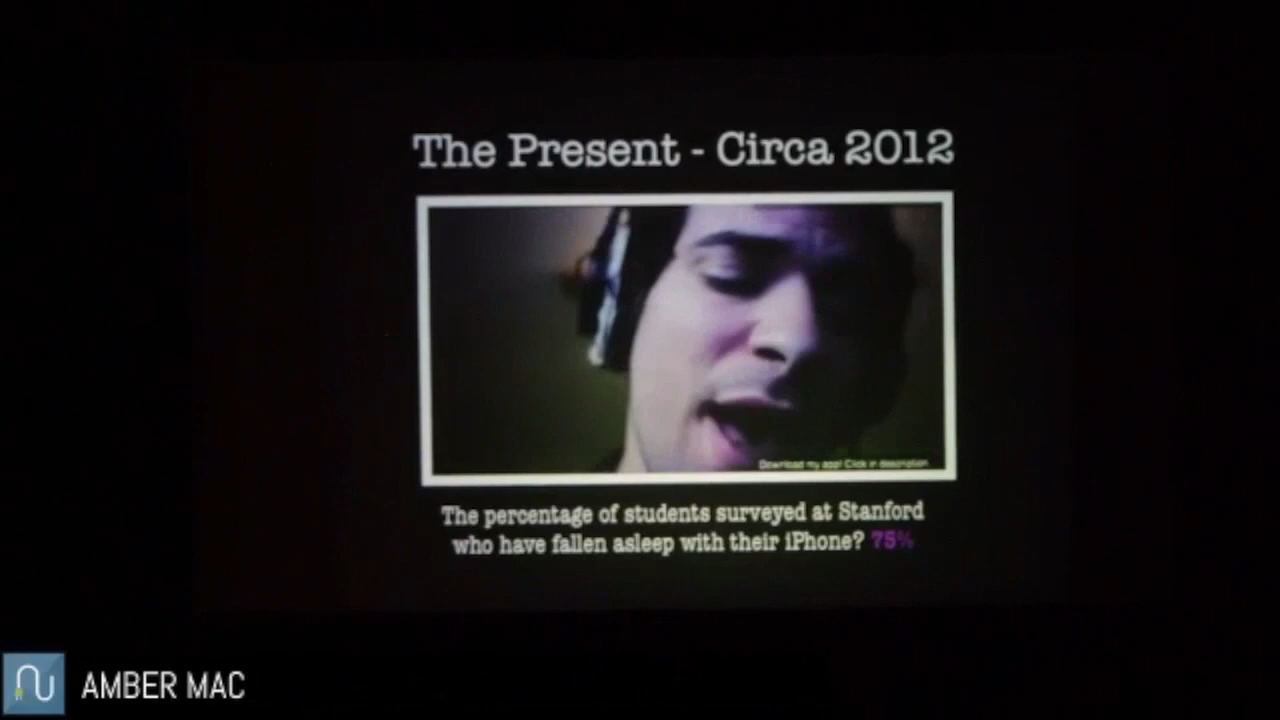 The Present - Circa 2012
Download my app! Click in description
The percentage of students surveyed at Stanford
who have fallen asleep with their iPhone? 75%
AMBER MAC